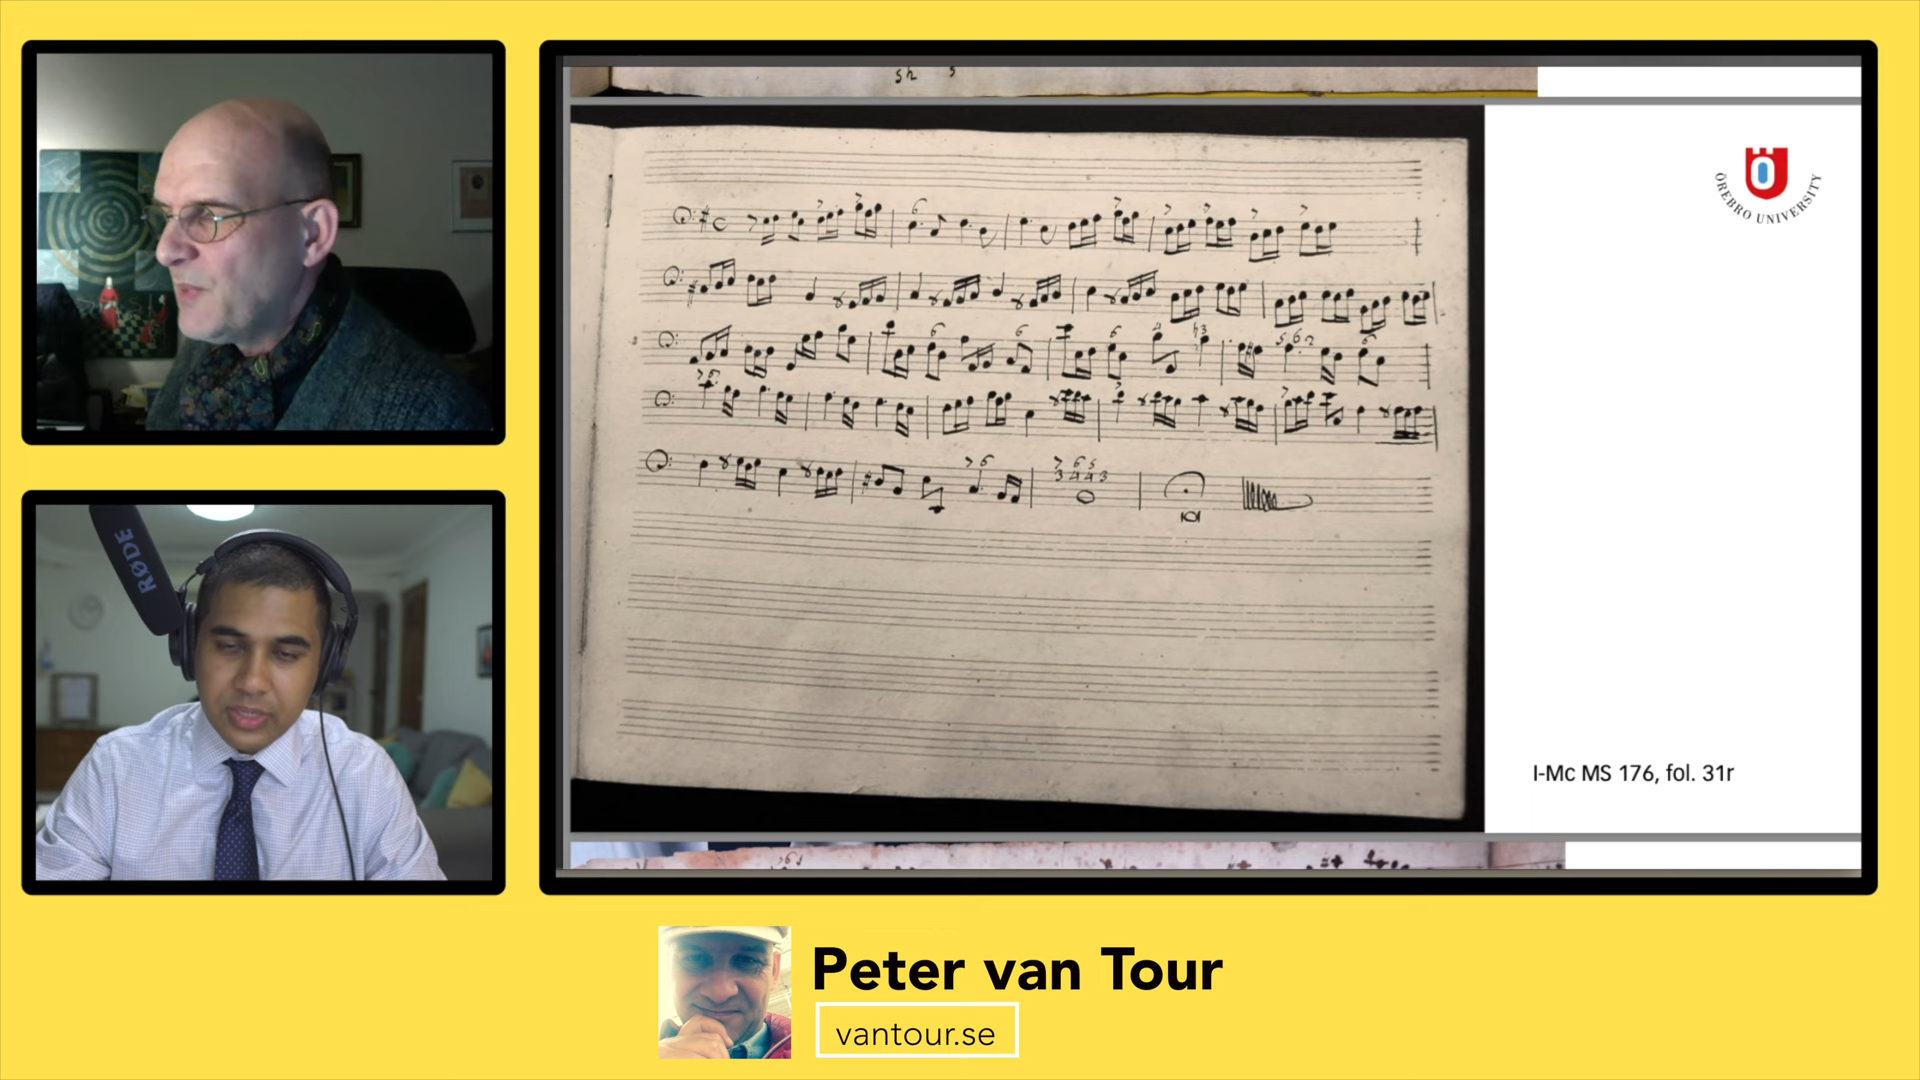 RØDE
ÖREBRO UNIVERSITY
Ö
I-Mc MS 176, fol. 31r
Peter van Tour
vantour.se